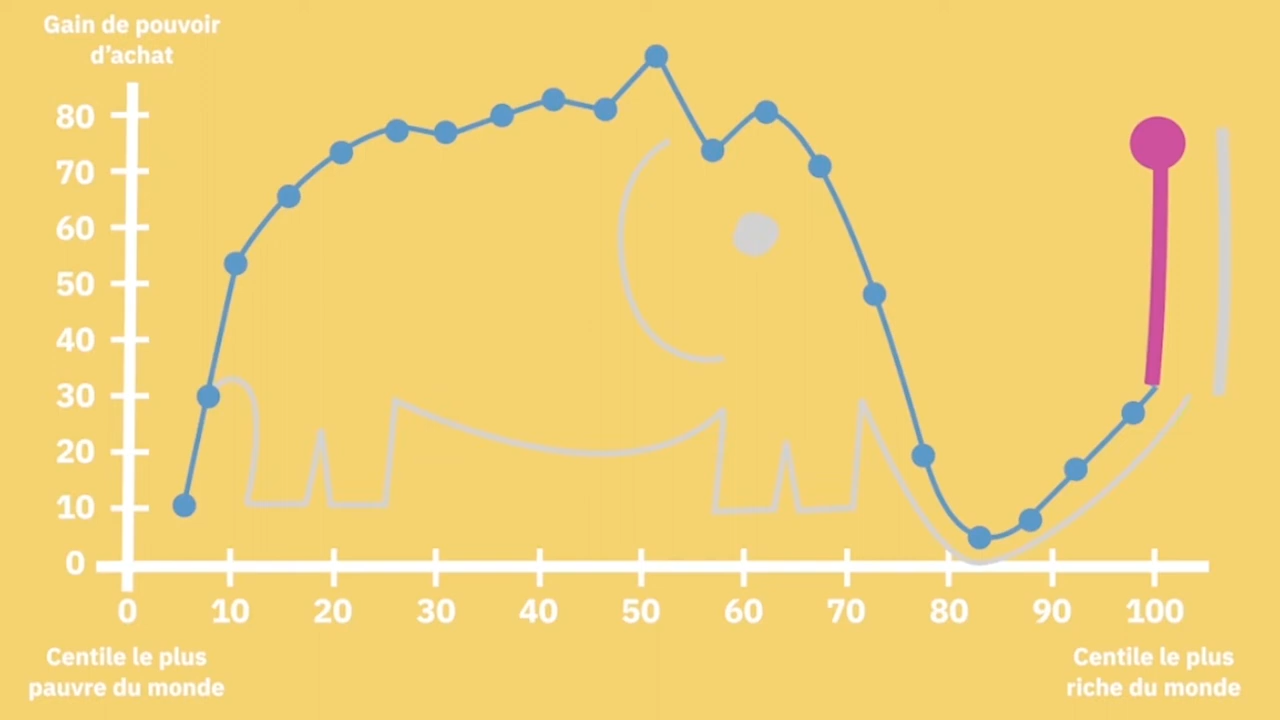 Gain de pouvoir
d’achat
80
70
60
50
40
30
20
10
0
0 10 20 30 40 50 60 70 80 90 100
Centile le plus
pauvre du monde
Centile le plus
riche du monde